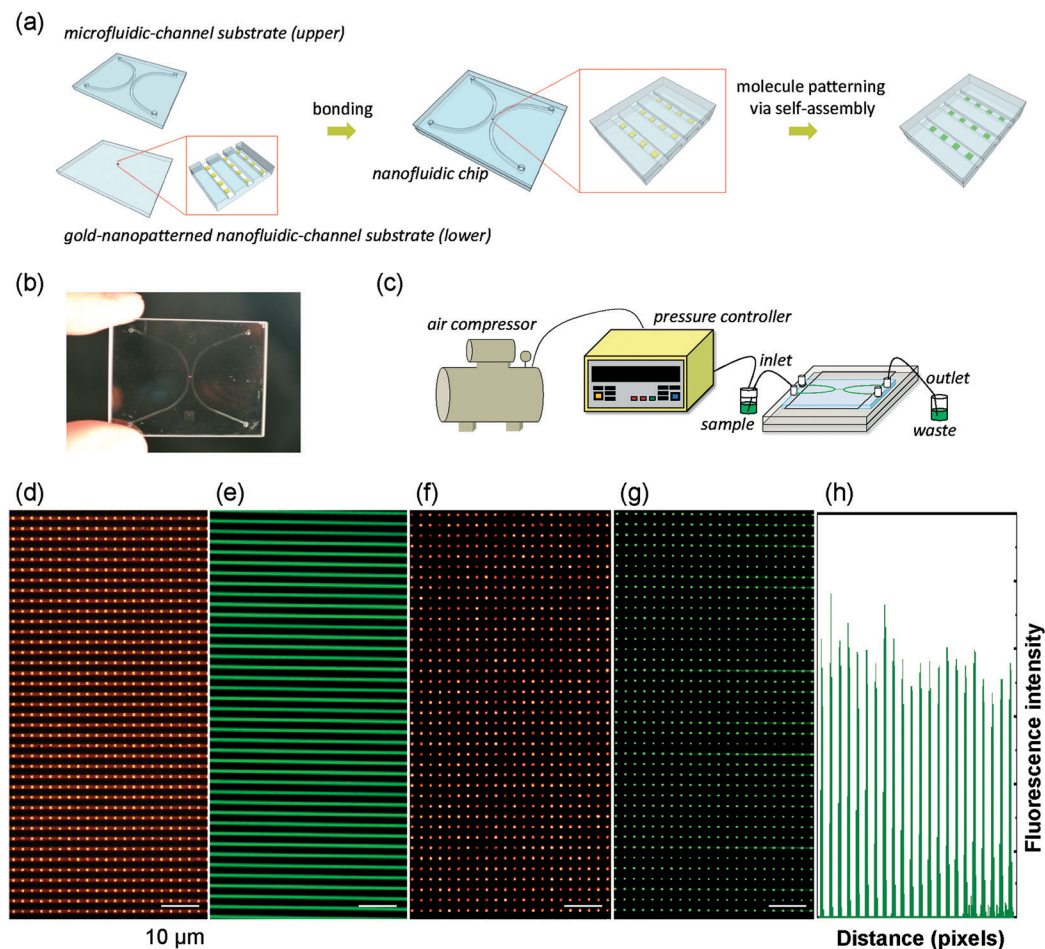 (a)
microfluidic-channel substrate (upper)
bonding
molecule patterning
via self-assembly
nanofluidic chip
gold-nanopatterned nanofluidic-channel substrate (lower)
(b)
(c)
air compressor
pressure controller
inlet
outlet
sample
waste
(d)
(e)
(f)
(g)
(h)
Fluorescence intensity
10 μm
Distance (pixels)